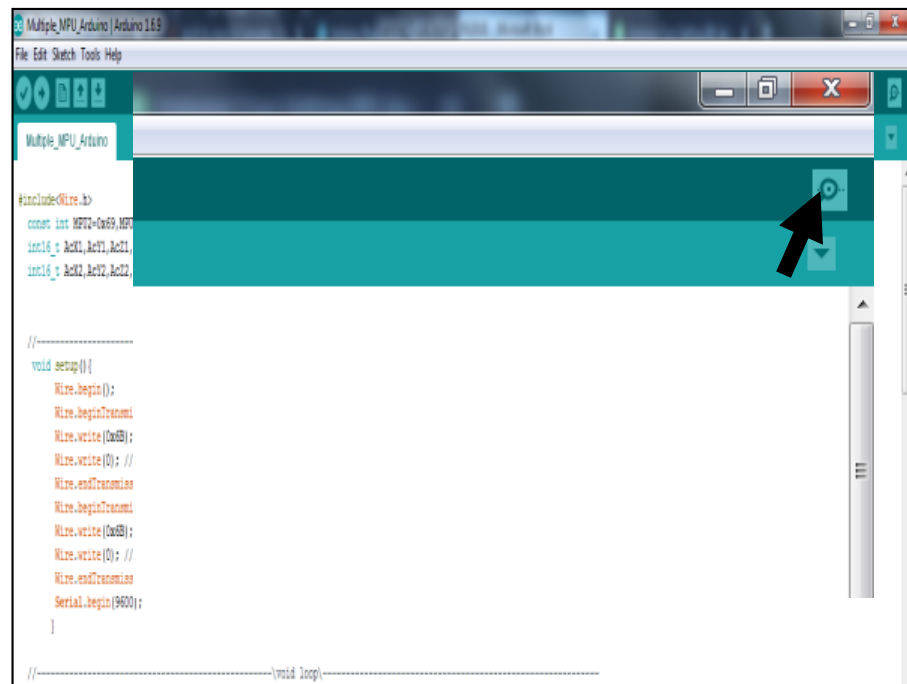 Multiple_MPU_Arduino | Arduino 1.6.9
File Edit Sketch Tools Help
Multiple_MPU_Arduino
#include<Wire.h>
const int MPU2=0x69,MPU
int16_t AcX1,AcY1,AcZ1,
int16_t AcX2,AcY2,AcZ2,
//---------------------
void setup(){
Wire.begin();
Wire.beginTransmi
Wire.write(0x6B);
Wire.write(0); //
Wire.endTransmiss
Wire.beginTransmi
Wire.write(0x6B);
Wire.write(0); //
Wire.endTransmiss
Serial.begin(9600);
}
//---------------------------------------------------\void loop\------------------------------------------------------------